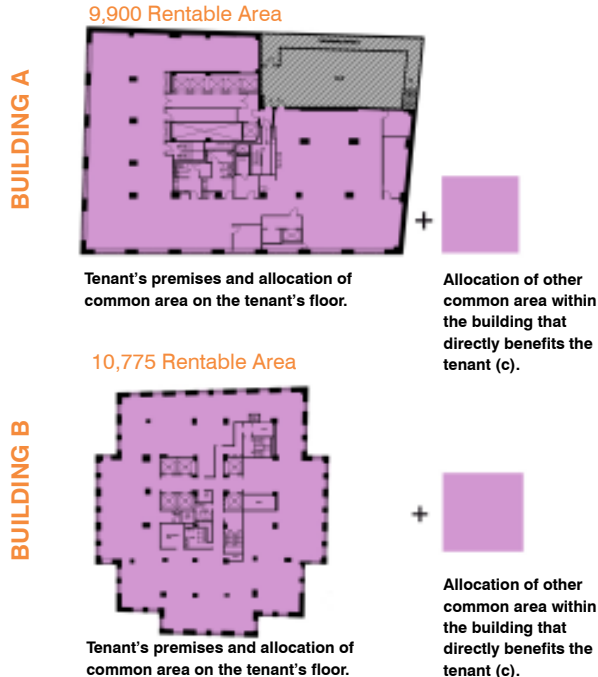 9,900 Rentable Area
BUILDING A
+
Tenant's premises and allocation of
common area on the tenant's floor.
Allocation of other
common area within
the building that
directly benefits the
tenant (c).
10,775 Rentable Area
BUILDING B
+
Tenant's premises and allocation of
common area on the tenant's floor.
Allocation of other
common area within
the building that
directly benefits the
tenant (c).